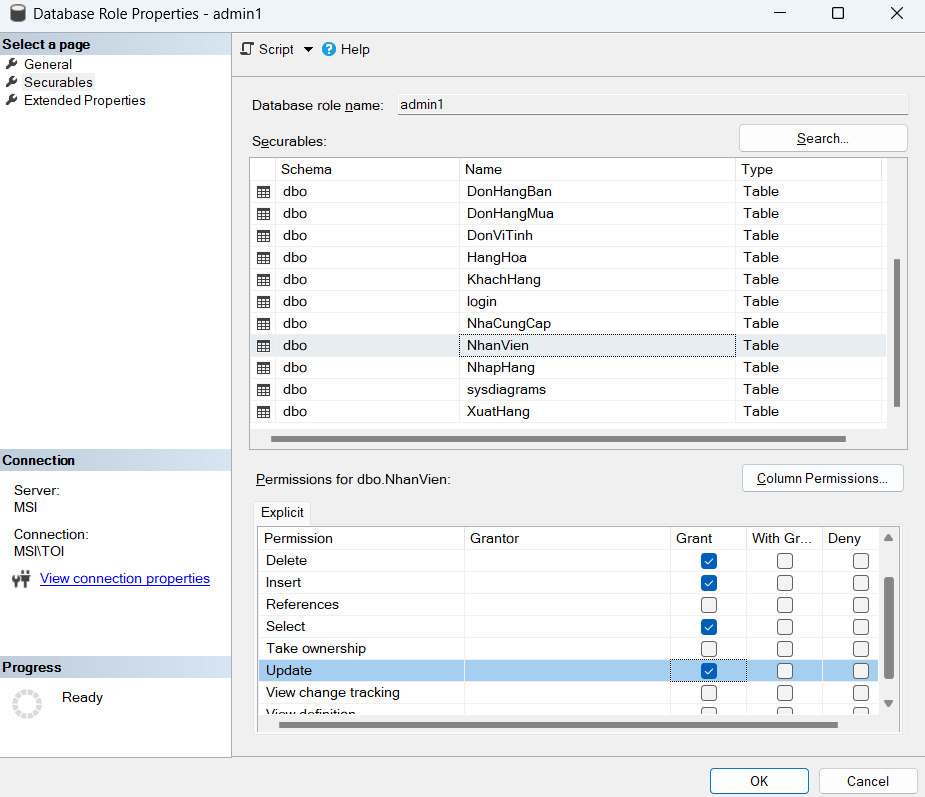 Database Role Properties - admin1
Select a page
General
Securables
Extended Properties
Script
Help
Database role name: admin1
Securables:
Search...
Schema Name Type
dbo DonHangBan Table
dbo DonHangMua Table
dbo DonViTinh Table
dbo HangHoa Table
dbo KhachHang Table
dbo login Table
dbo NhaCungCap Table
dbo NhanVien Table
dbo NhapHang Table
dbo sysdiagrams Table
dbo XuatHang Table
Connection
Server:
MSI
Connection:
MSI\TOI
View connection properties
Progress
Ready
Permissions for dbo.NhanVien:
Column Permissions...
Explicit
Permission Grantor Grant With Gr... Deny
Delete
Insert
References
Select
Take ownership
Update
View change tracking
View definition
OK
Cancel